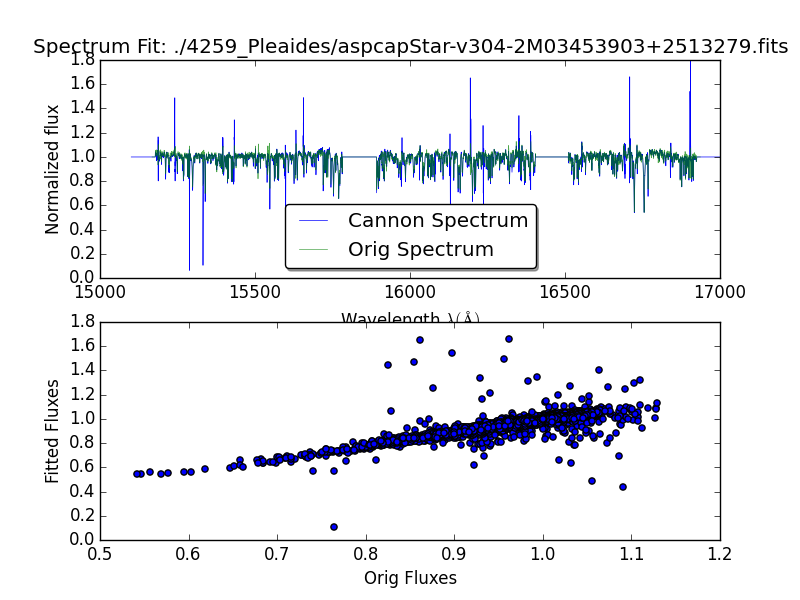 Spectrum Fit: ./4259_Pleaides/aspcapStar-v304-2M03453903+2513279.fits
1.8
1.6
1.4
1.2
1.0
0.8
0.6
0.4
0.2
0.0
Normalized flux
Cannon Spectrum
Orig Spectrum
15000 15500 16000 16500 17000
Wavelength λ(Å)
1.8
1.6
1.4
1.2
1.0
0.8
0.6
0.4
0.2
0.0
Fitted Fluxes
0.5 0.6 0.7 0.8 0.9 1.0 1.1 1.2
Orig Fluxes